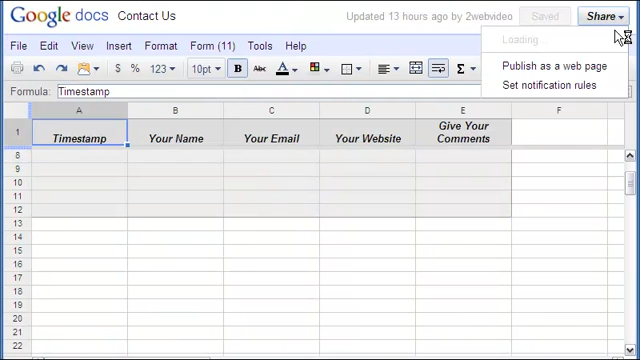 Google docs Contact Us Updated 13 hours ago by 2webvideo Saved Share
Loading
File Edit View Insert Format Form (11) Tools Help
Publish as a web page
$ % 123 10pt B Abc A T Σ
Set notification rules
Formula: Timestamp
A B C D E F
1 Timestamp Your Name Your Email Your Website Give Your Comments
8
9
10
11
12
13
14
15
16
17
18
19
20
21
22